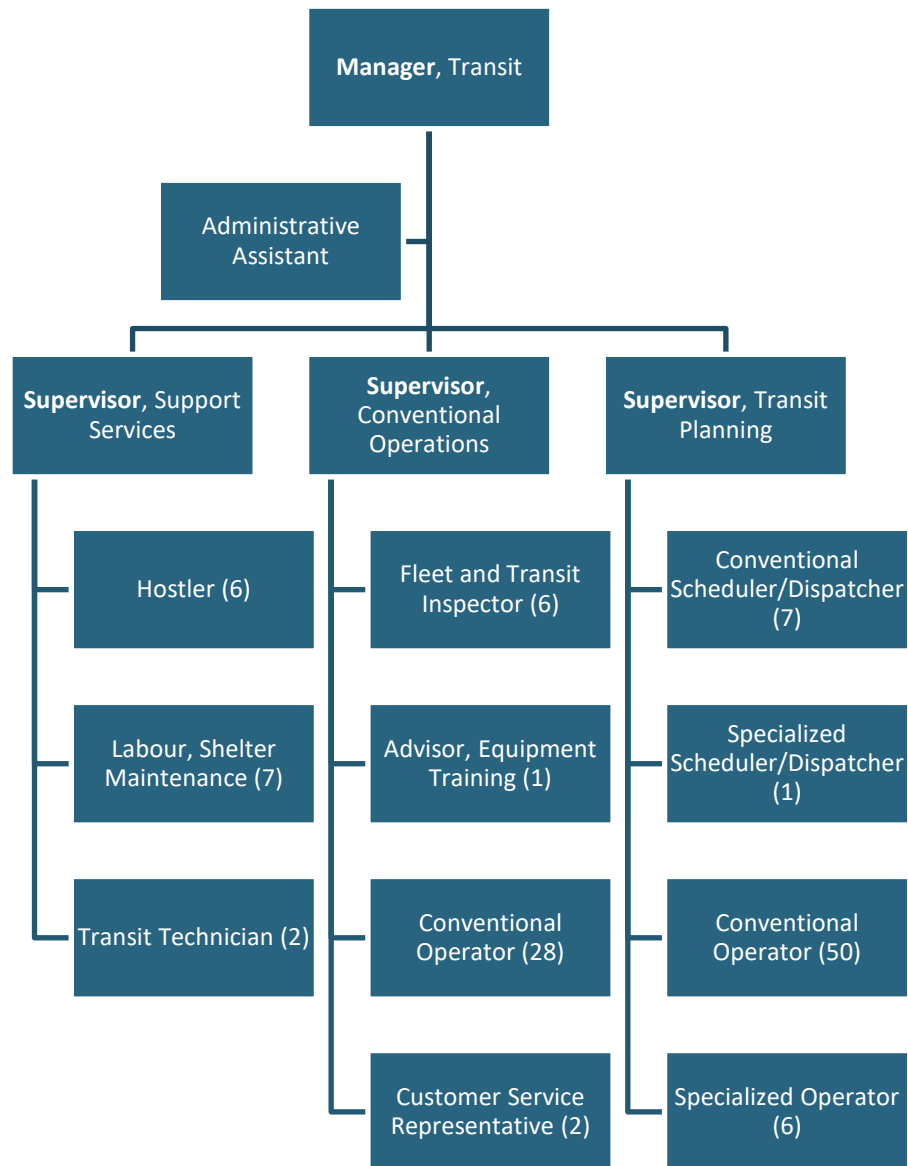 Manager, Transit
Administrative
Assistant
Supervisor, Support
Services
Supervisor,
Conventional
Operations
Supervisor, Transit
Planning
Hostler (6)
Labour, Shelter
Maintenance (7)
Transit Technician (2)
Fleet and Transit
Inspector (6)
Advisor, Equipment
Training (1)
Conventional
Operator (28)
Customer Service
Representative (2)
Conventional
Scheduler/Dispatcher
(7)
Specialized
Scheduler/Dispatcher
(1)
Conventional
Operator (50)
Specialized Operator
(6)